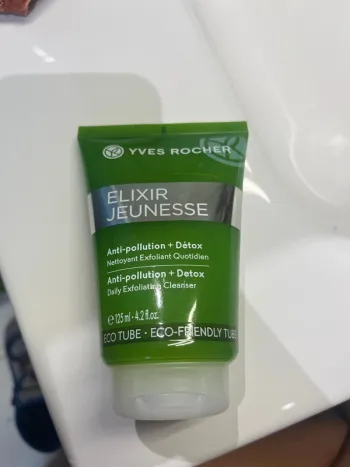 YVES ROCHER
ELIXIR
JEUNESSE
Anti-pollution + Détox
Nettoyant Exfoliant Quotidien
Anti-pollution + Detox
Daily Exfoliating Cleanser
℮ 125 ml - 4.2 fl.oz.
ECO TUBE • ECO-FRIENDLY TUBE